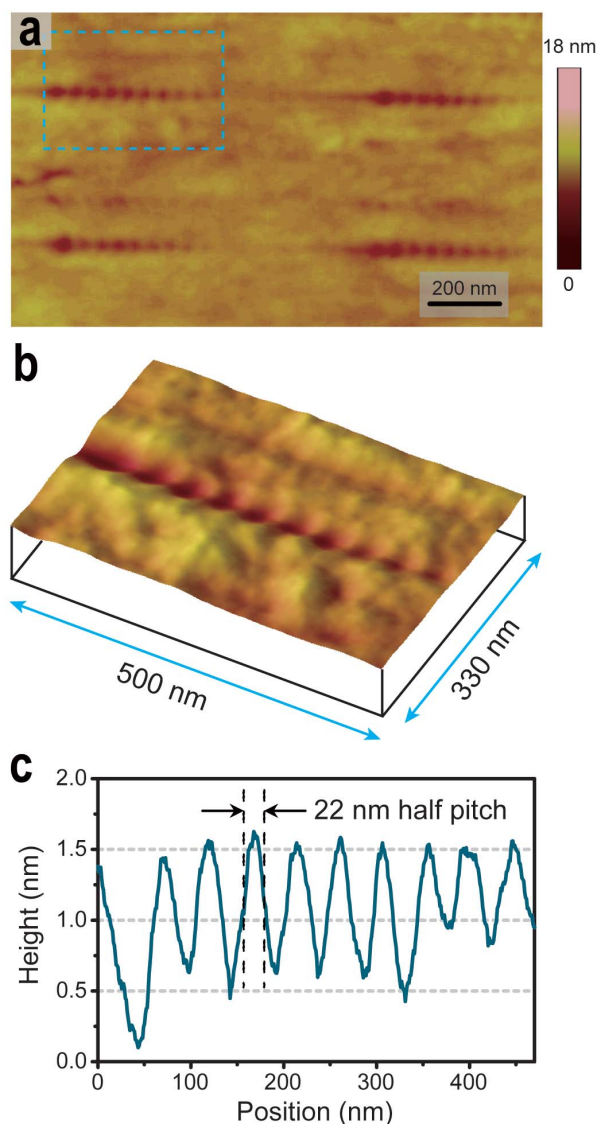 a
18 nm
0
200 nm
b
500 nm
330 nm
c
2.0
1.5
1.0
0.5
0.0
Height (nm)
22 nm half pitch
0
100
200
300
400
Position (nm)